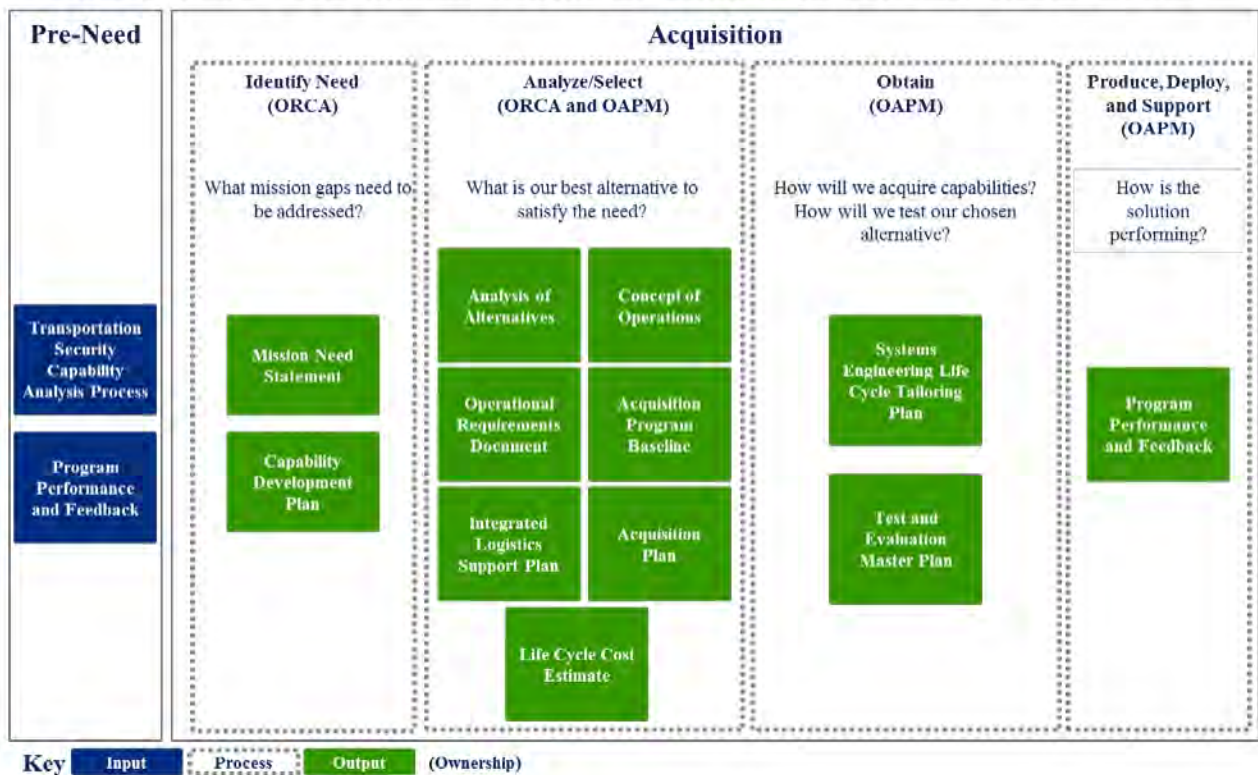 Pre-Need
Transportation
Security
Capability
Analysis Process
Program
Performance
and Feedback
Acquisition
Identify Need
(ORCA)
What mission gaps need to
be addressed?
Mission Need
Statement
Capability
Development
Plan
Analyze/Select
(ORCA and OAPM)
What is our best alternative to
satisfy the need?
Analysis of
Alternatives
Concept of
Operations
Operational
Requirements
Document
Acquisition
Program
Baseline
Integrated
Logistics
Support Plan
Acquisition
Plan
Life Cycle Cost
Estimate
Obtain
(OAPM)
How will we acquire capabilities?
How will we test our chosen
alternative?
Systems
Engineering Life
Cycle Tailoring
Plan
Test and
Evaluation
Master Plan
Produce, Deploy,
and Support
(OAPM)
How is the
solution
performing?
Program
Performance
and Feedback
Key Input Process Output (Ownership)